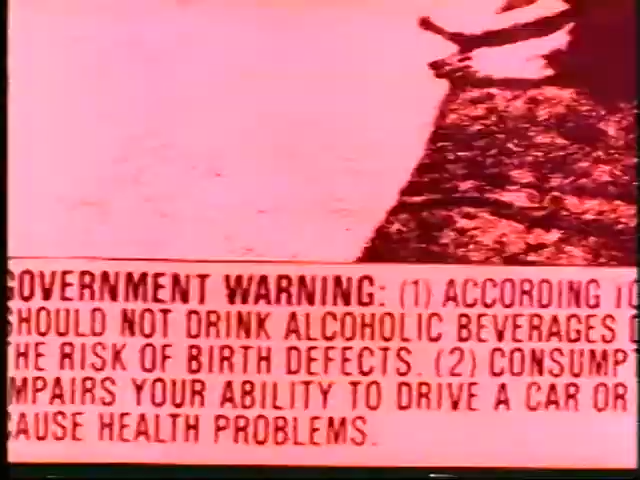 GOVERNMENT WARNING: (1) ACCORDING
SHOULD NOT DRINK ALCOHOLIC BEVERAGES
HE RISK OF BIRTH DEFECTS. (2) CONSUMP
MPAIRS YOUR ABILITY TO DRIVE A CAR OR
CAUSE HEALTH PROBLEMS.